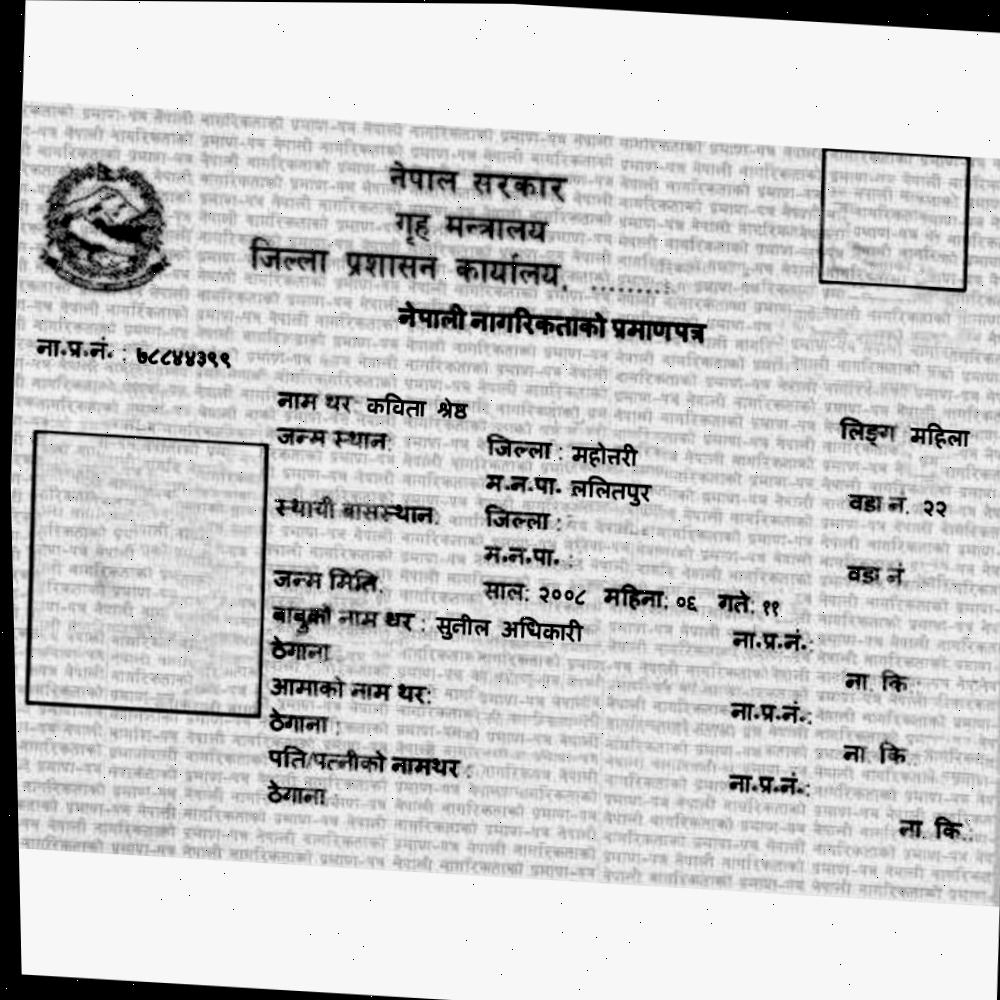 नेपाल सरकार
गृह मन्त्रालय
जिल्ला प्रशासन कार्यालय, ..........
नेपाली नागरिकताको प्रमाणपत्र
ना.प्र.नं. : ७८८४४३९९
नाम थर कविता श्रेष्ठ लिङ्ग महिला
जन्म स्थान: जिल्ला : महोत्तरी
म.न.पा. ललितपुर वडा नं. २२
स्थायी बासस्थान: जिल्ला :
म.न.पा. : वडा नं
जन्म मिति: साल: २००८ महिना: ०६ गते: ११
बाबुको नाम थर : सुनील अधिकारी ना.प्र.नं.:
ठेगाना ना. कि.:
आमाको नाम थर: ना.प्र.नं.:
ठेगाना : ना. कि.
पति/पत्नीको नामथर : ना.प्र.नं.:
ठेगाना ना. कि.: